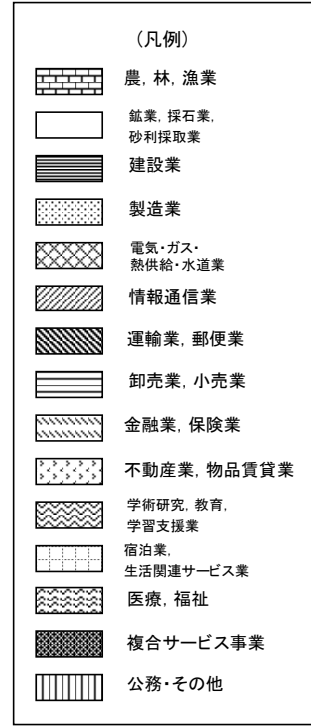 (凡例)
農, 林, 漁業
鉱業, 採石業,
砂利採取業
建設業
製造業
電気・ガス・
熱供給・水道業
情報通信業
運輸業, 郵便業
卸売業, 小売業
金融業, 保険業
不動産業, 物品賃貸業
学術研究, 教育,
学習支援業
宿泊業,
生活関連サービス業
医療, 福祉
複合サービス事業
公務・その他